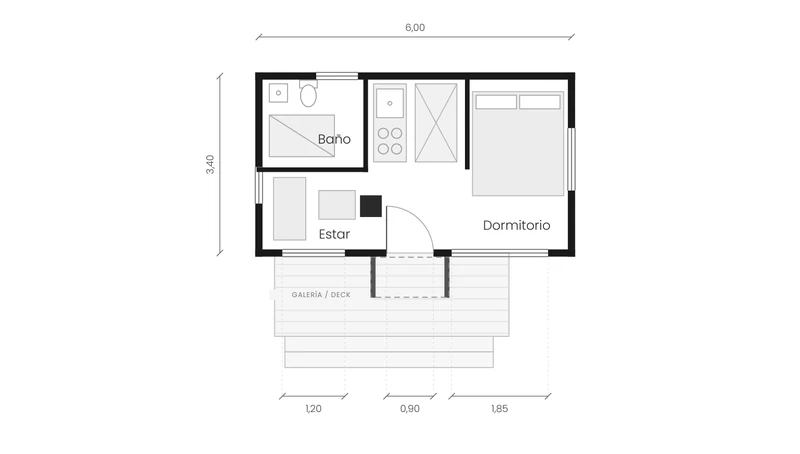 6,00
3,40
Baño
Estar
Dormitorio
GALERÍA / DECK
1,20
0,90
1,85